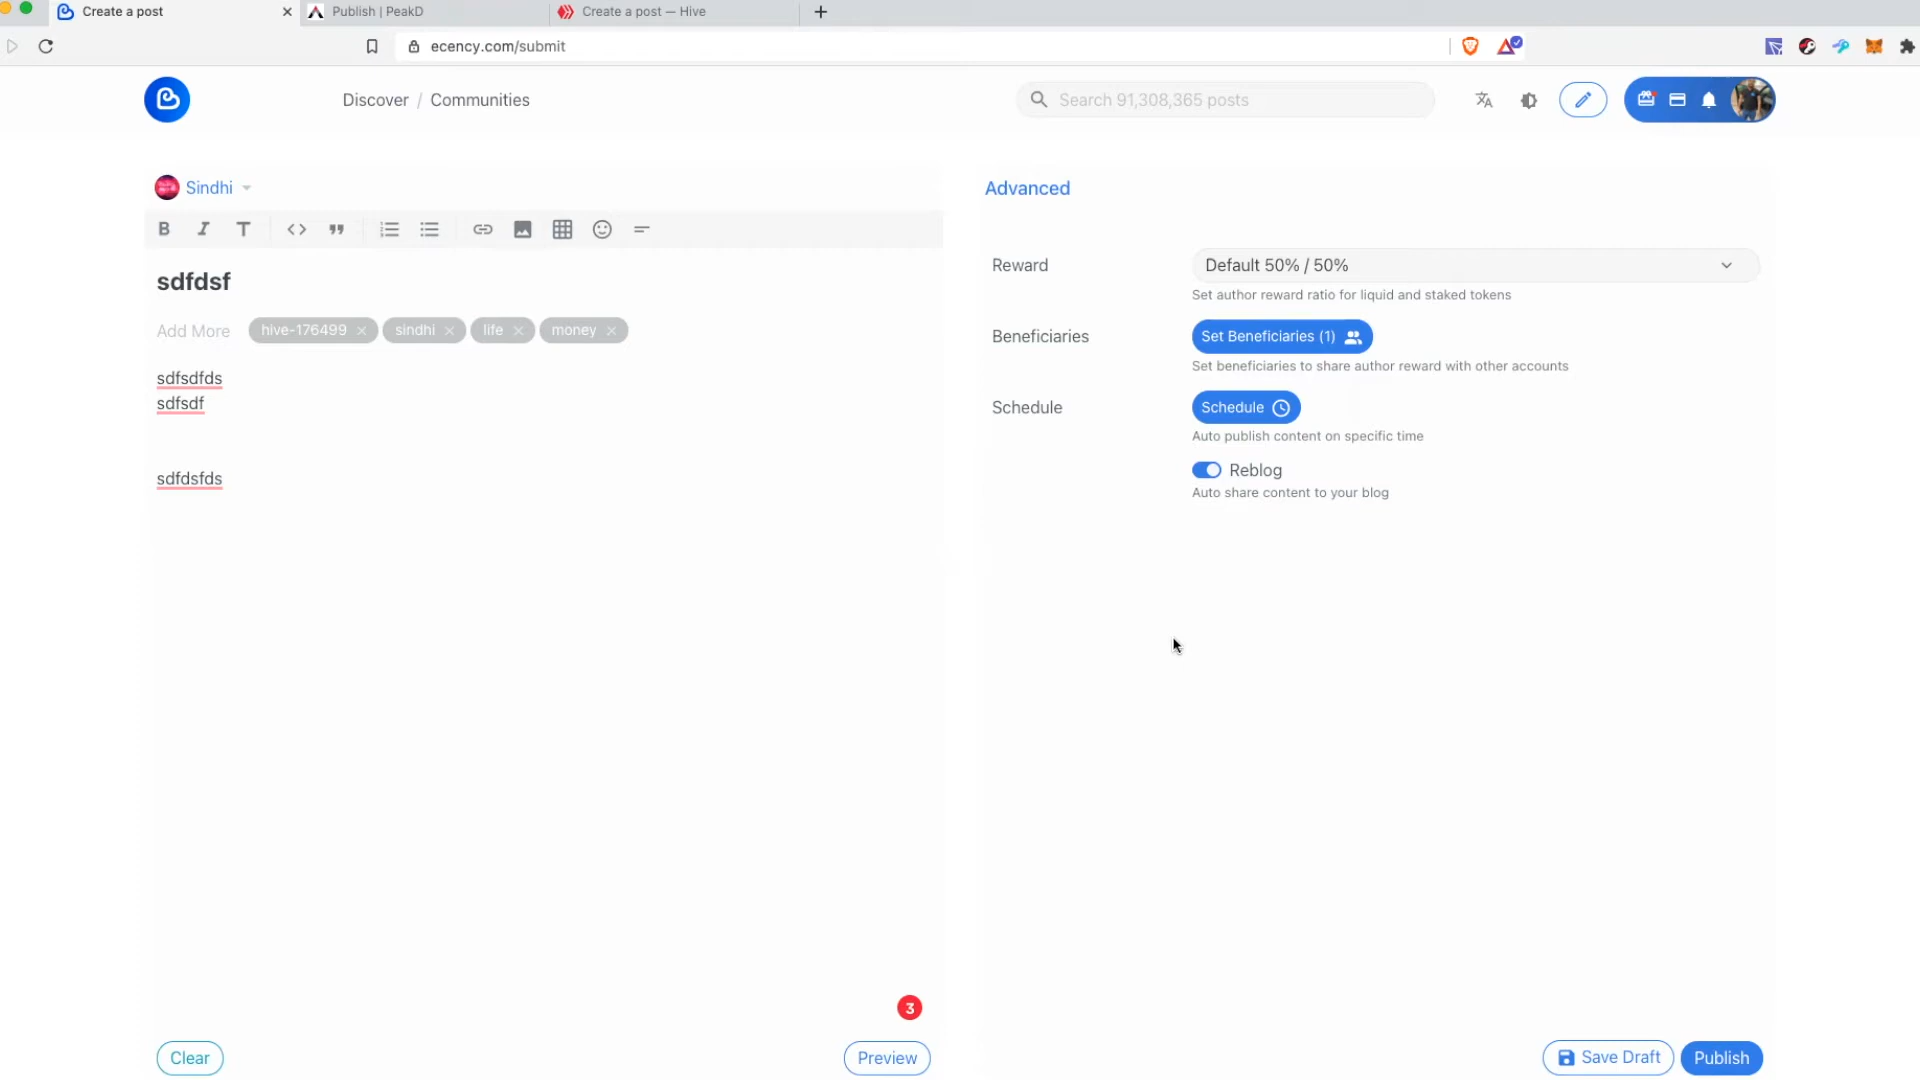 Create a post
Publish | PeakD
Create a post — Hive
ecency.com/submit
Discover / Communities
Search 91,308,365 posts
Sindhi
Advanced
sdfdsf
Add More hive-176499 sindhi life money
sdfsdfds
sdfsdf
sdfdsfds
Reward
Default 50% / 50%
Set author reward ratio for liquid and staked tokens
Beneficiaries
Set Beneficiaries (1)
Set beneficiaries to share author reward with other accounts
Schedule
Schedule
Auto publish content on specific time
Reblog
Auto share content to your blog
3
Clear
Preview
Save Draft
Publish